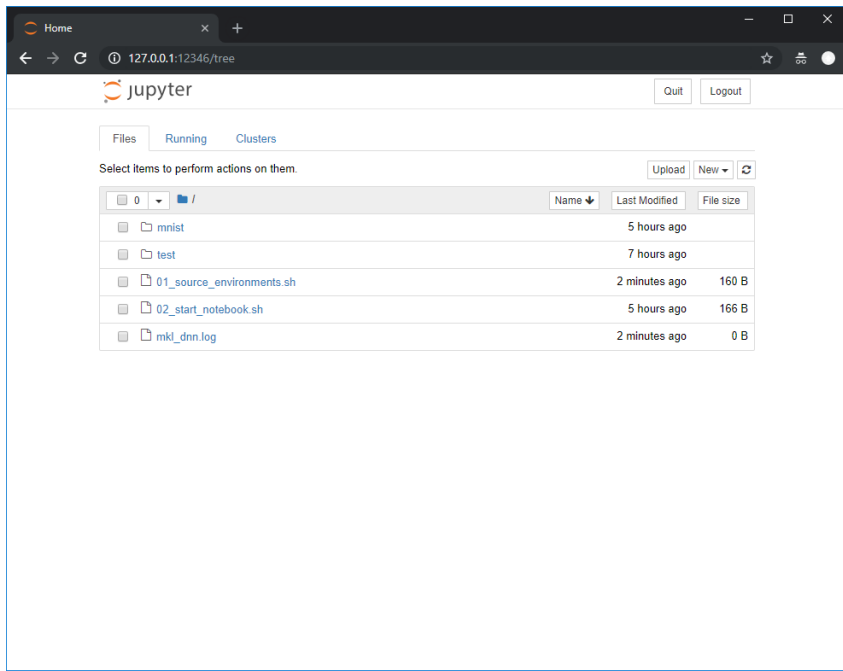 Home
127.0.0.1:12346/tree
jupyter
Quit Logout
Files Running Clusters
Select items to perform actions on them.
Upload New
0 / Name Last Modified File size
mnist 5 hours ago
test 7 hours ago
01_source_environments.sh 2 minutes ago 160 B
02_start_notebook.sh 5 hours ago 166 B
mkl_dnn.log 2 minutes ago 0 B